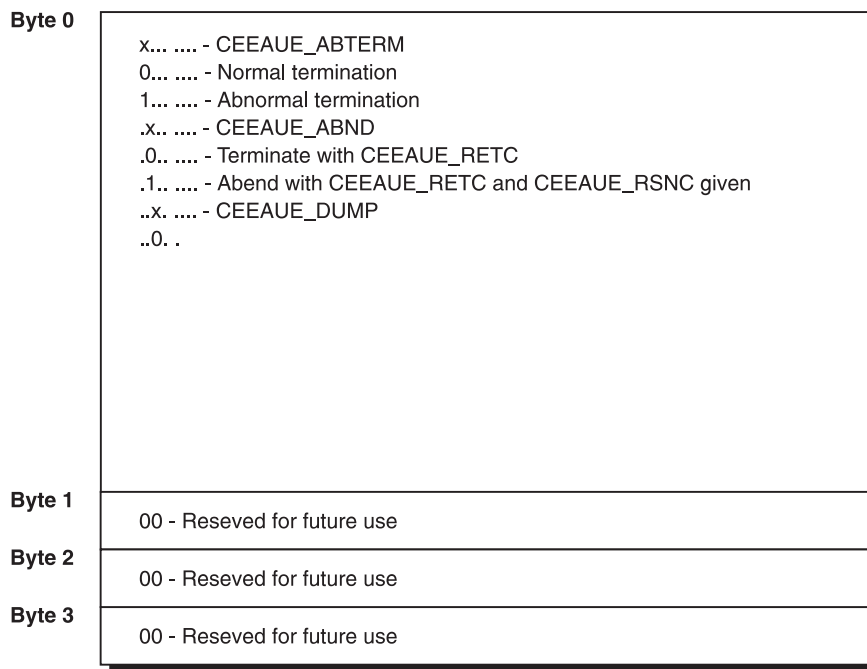 Byte 0
x... .... - CEEAUE_ABTERM
0... .... - Normal termination
1... .... - Abnormal termination
.x.. .... - CEEAUE_ABND
.0.. .... - Terminate with CEEAUE_RETC
.1.. .... - Abend with CEEAUE_RETC and CEEAUE_RSNC given
..x. .... - CEEAUE_DUMP
..0. .
Byte 1
00 - Reseved for future use
Byte 2
00 - Reseved for future use
Byte 3
00 - Reseved for future use